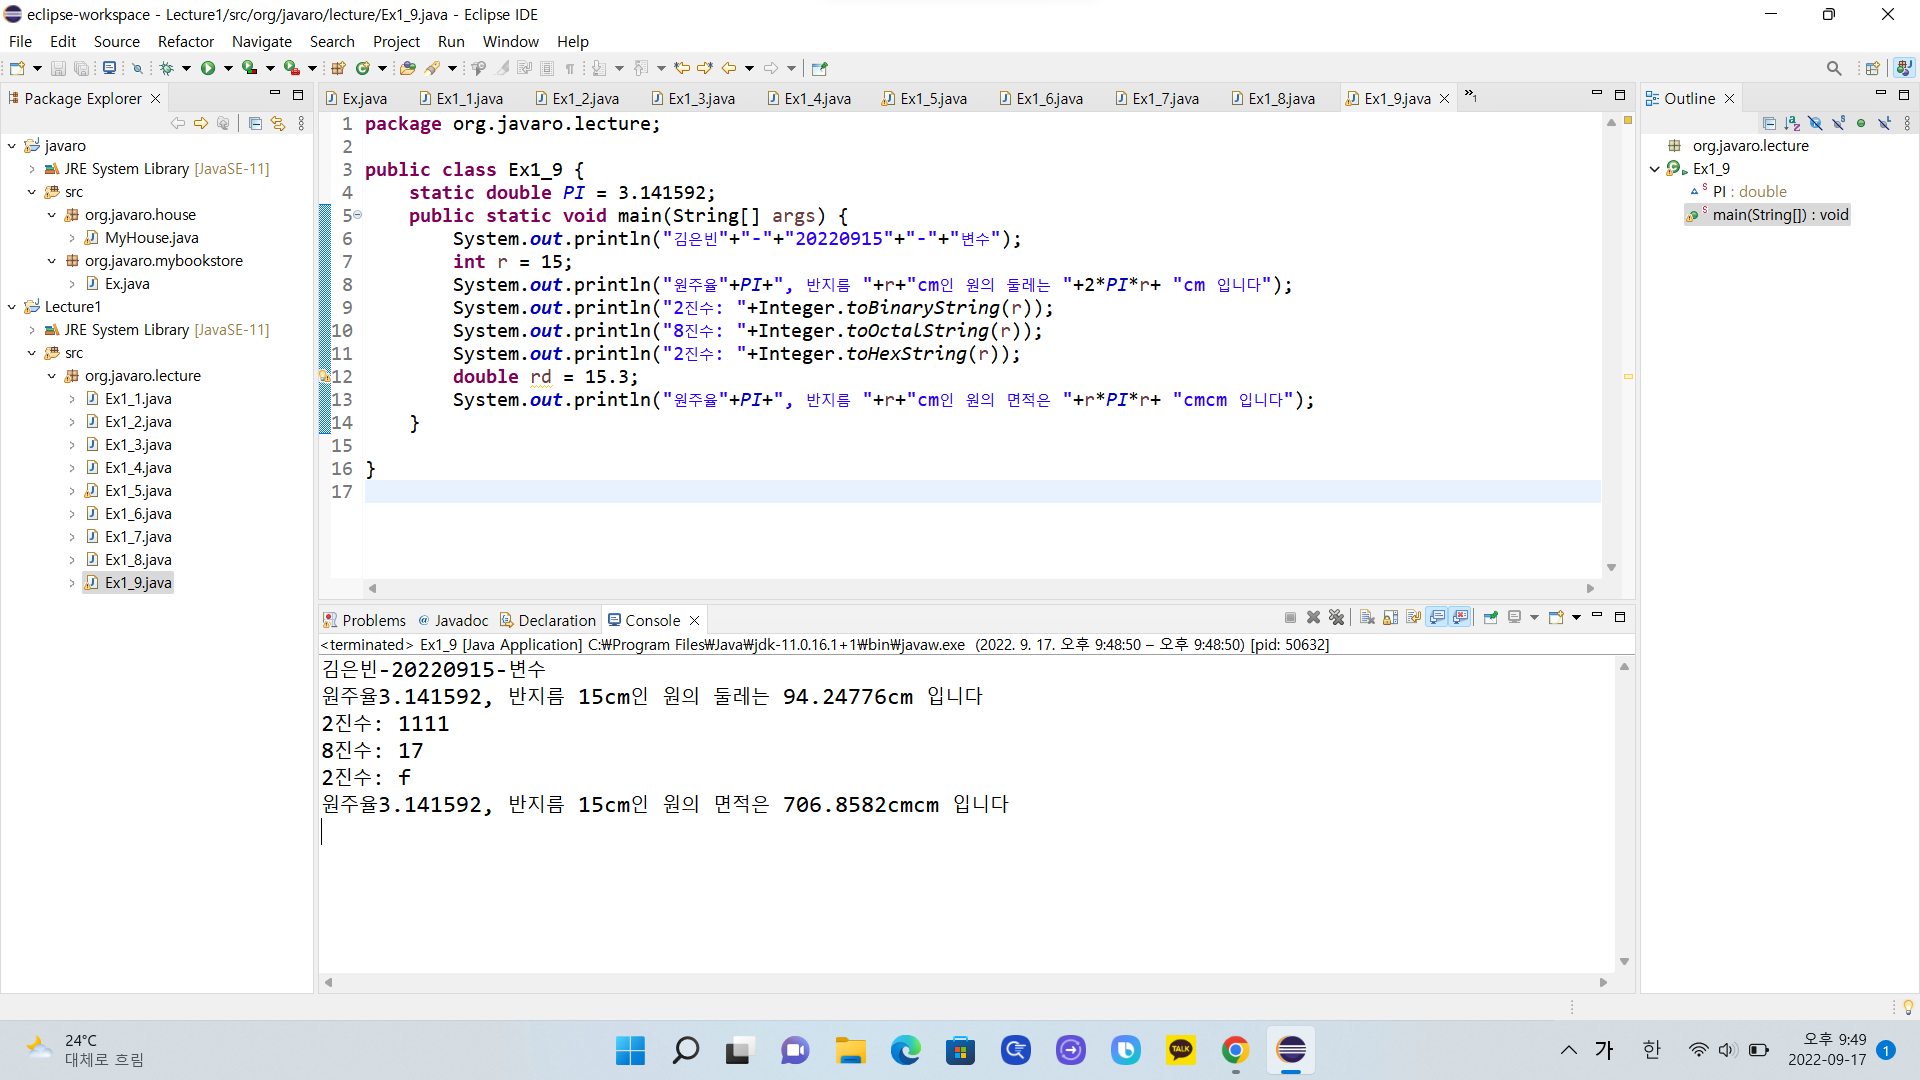 eclipse-workspace - Lecture1/src/org/javaro/lecture/Ex1_9.java - Eclipse IDE
File Edit Source Refactor Navigate Search Project Run Window Help
Package Explorer
javaro
JRE System Library [JavaSE-11]
src
org.javaro.house
MyHouse.java
org.javaro.mybookstore
Ex.java
Lecture1
JRE System Library [JavaSE-11]
src
org.javaro.lecture
Ex1_1.java
Ex1_2.java
Ex1_3.java
Ex1_4.java
Ex1_5.java
Ex1_6.java
Ex1_7.java
Ex1_8.java
Ex1_9.java
Ex.java Ex1_1.java Ex1_2.java Ex1_3.java Ex1_4.java Ex1_5.java Ex1_6.java Ex1_7.java Ex1_8.java Ex1_9.java »1
1 package org.javaro.lecture;
2
3 public class Ex1_9 {
4 static double PI = 3.141592;
5 public static void main(String[] args) {
6 System.out.println("김은빈"+"-"+"20220915"+"-"+"변수");
7 int r = 15;
8 System.out.println("원주율"+PI+", 반지름 "+r+"cm인 원의 둘레는 "+2*PI*r+ "cm 입니다");
9 System.out.println("2진수: "+Integer.toBinaryString(r));
10 System.out.println("8진수: "+Integer.toOctalString(r));
11 System.out.println("2진수: "+Integer.toHexString(r));
12 double rd = 15.3;
13 System.out.println("원주율"+PI+", 반지름 "+r+"cm인 원의 면적은 "+r*PI*r+ "cmcm 입니다");
14 }
15
16 }
17
Outline
org.javaro.lecture
Ex1_9
PI : double
main(String[]) : void
Problems @ Javadoc Declaration Console
<terminated> Ex1_9 [Java Application] C:₩Program Files₩Java₩jdk-11.0.16.1+1₩bin₩javaw.exe (2022. 9. 17. 오후 9:48:50 – 오후 9:48:50) [pid: 50632]
김은빈-20220915-변수
원주율3.141592, 반지름 15cm인 원의 둘레는 94.24776cm 입니다
2진수: 1111
8진수: 17
2진수: f
원주율3.141592, 반지름 15cm인 원의 면적은 706.8582cmcm 입니다
24°C
대체로 흐림
TALK
가 한
오후 9:49
2022-09-17
1